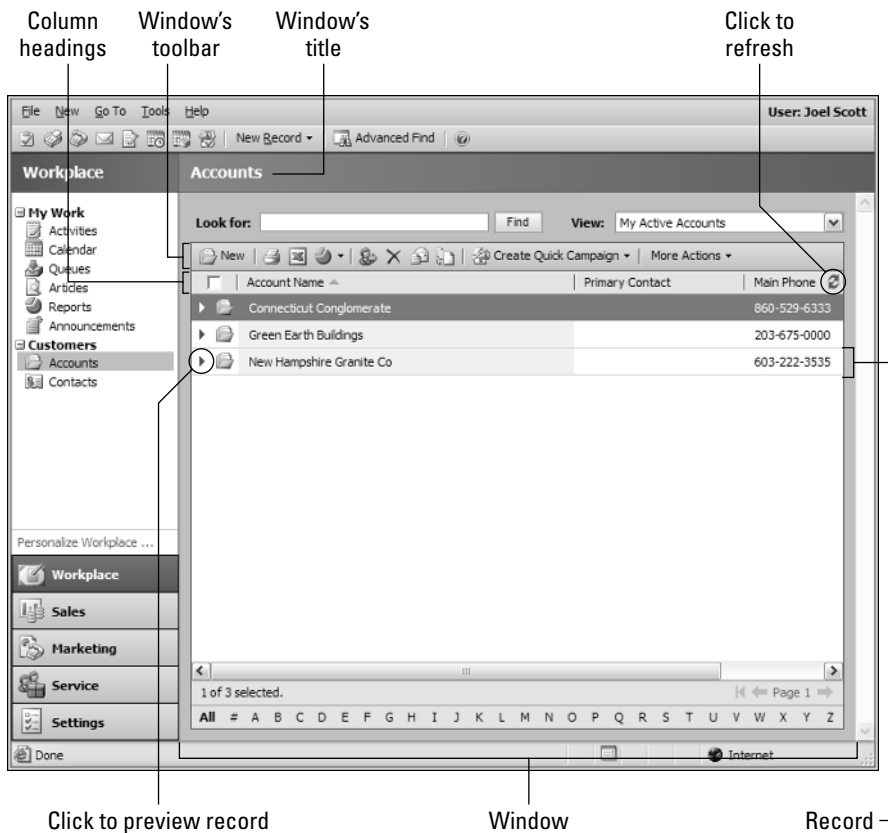 Column headings
Window's toolbar
Window's title
Click to refresh
File New Go To Tools Help
User: Joel Scott
New Record
Advanced Find
Workplace
Accounts
My Work
Activities
Calendar
Queues
Articles
Reports
Announcements
Customers
Accounts
Contacts
Look for:
Find
View: My Active Accounts
New
Create Quick Campaign
More Actions
Account Name
Primary Contact
Main Phone
Connecticut Conglomerate 860-529-6333
Green Earth Buildings 203-675-0000
New Hampshire Granite Co 603-222-3535
Personalize Workplace ...
Workplace
Sales
Marketing
Service
Settings
1 of 3 selected.
Page 1
All # A B C D E F G H I J K L M N O P Q R S T U V W X Y Z
Done
Internet
Click to preview record
Window
Record